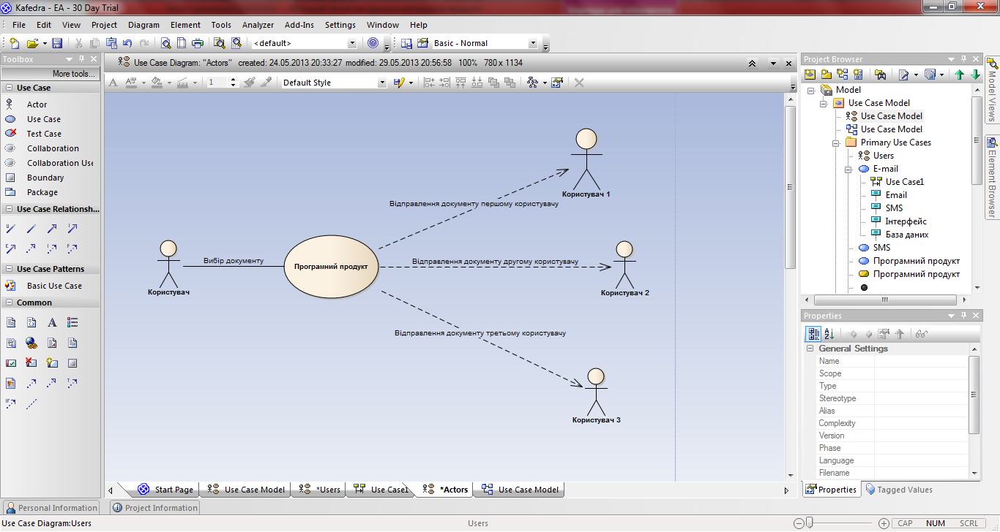 Kafedra - EA - 30 Day Trial
File Edit View Project Diagram Element Tools Analyzer Add-Ins Settings Window Help
<default>
Basic - Normal
Toolbox
More tools...
Use Case
Actor
Use Case
Test Case
Collaboration
Collaboration Use
Boundary
Package
Use Case Relationsh...
Use Case Patterns
Basic Use Case
Common
Use Case Diagram: "Actors" created: 24.05.2013 20:33:27 modified: 29.05.2013 20:56:58 100% 780 x 1134
1
Default Style
Користувач 1
Відправлення документу першому користувачу
Вибір документу
Програмний продукт
Відправлення документу другому користувачу
Користувач
Користувач 2
Відправлення документу третьому користувачу
Користувач 3
Start Page Use Case Model *Users Use Case1 *Actors Use Case Model
Project Browser
Model
Use Case Model
Use Case Model
Use Case Model
Primary Use Cases
Users
E-mail
Use Case1
Email
SMS
Інтерфейс
База даних
SMS
Програмний продукт
Програмний продукт
Properties
General Settings
Name
Scope
Type
Stereotype
Alias
Complexity
Version
Phase
Language
Filename
Properties Tagged Values
Model Views
Element Browser
Personal Information Project Information
Use Case Diagram:Users Users CAP NUM SCRL